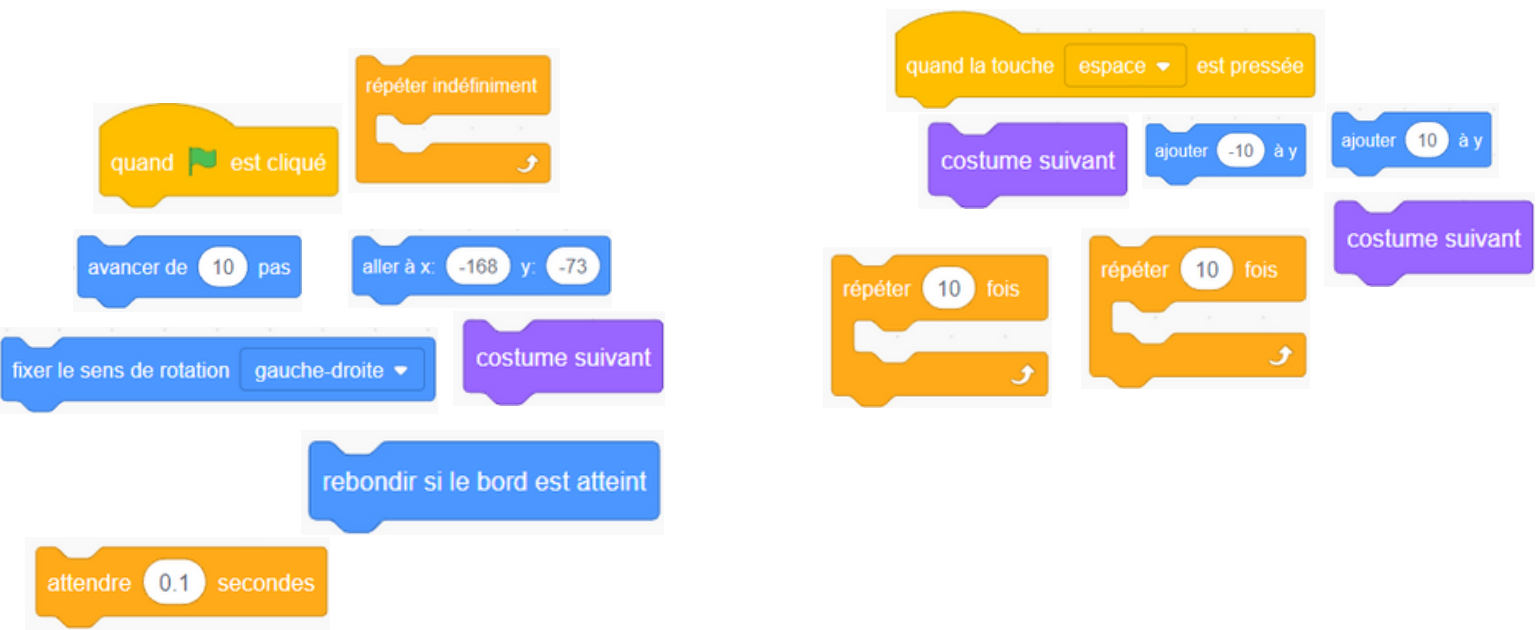 répéter indéfiniment
quand est cliqué
avancer de 10 pas
aller à x: -168 y: -73
fixer le sens de rotation gauche-droite
costume suivant
rebondir si le bord est atteint
attendre 0.1 secondes
quand la touche espace est pressée
costume suivant
ajouter -10 à y
ajouter 10 à y
costume suivant
répéter 10 fois
répéter 10 fois